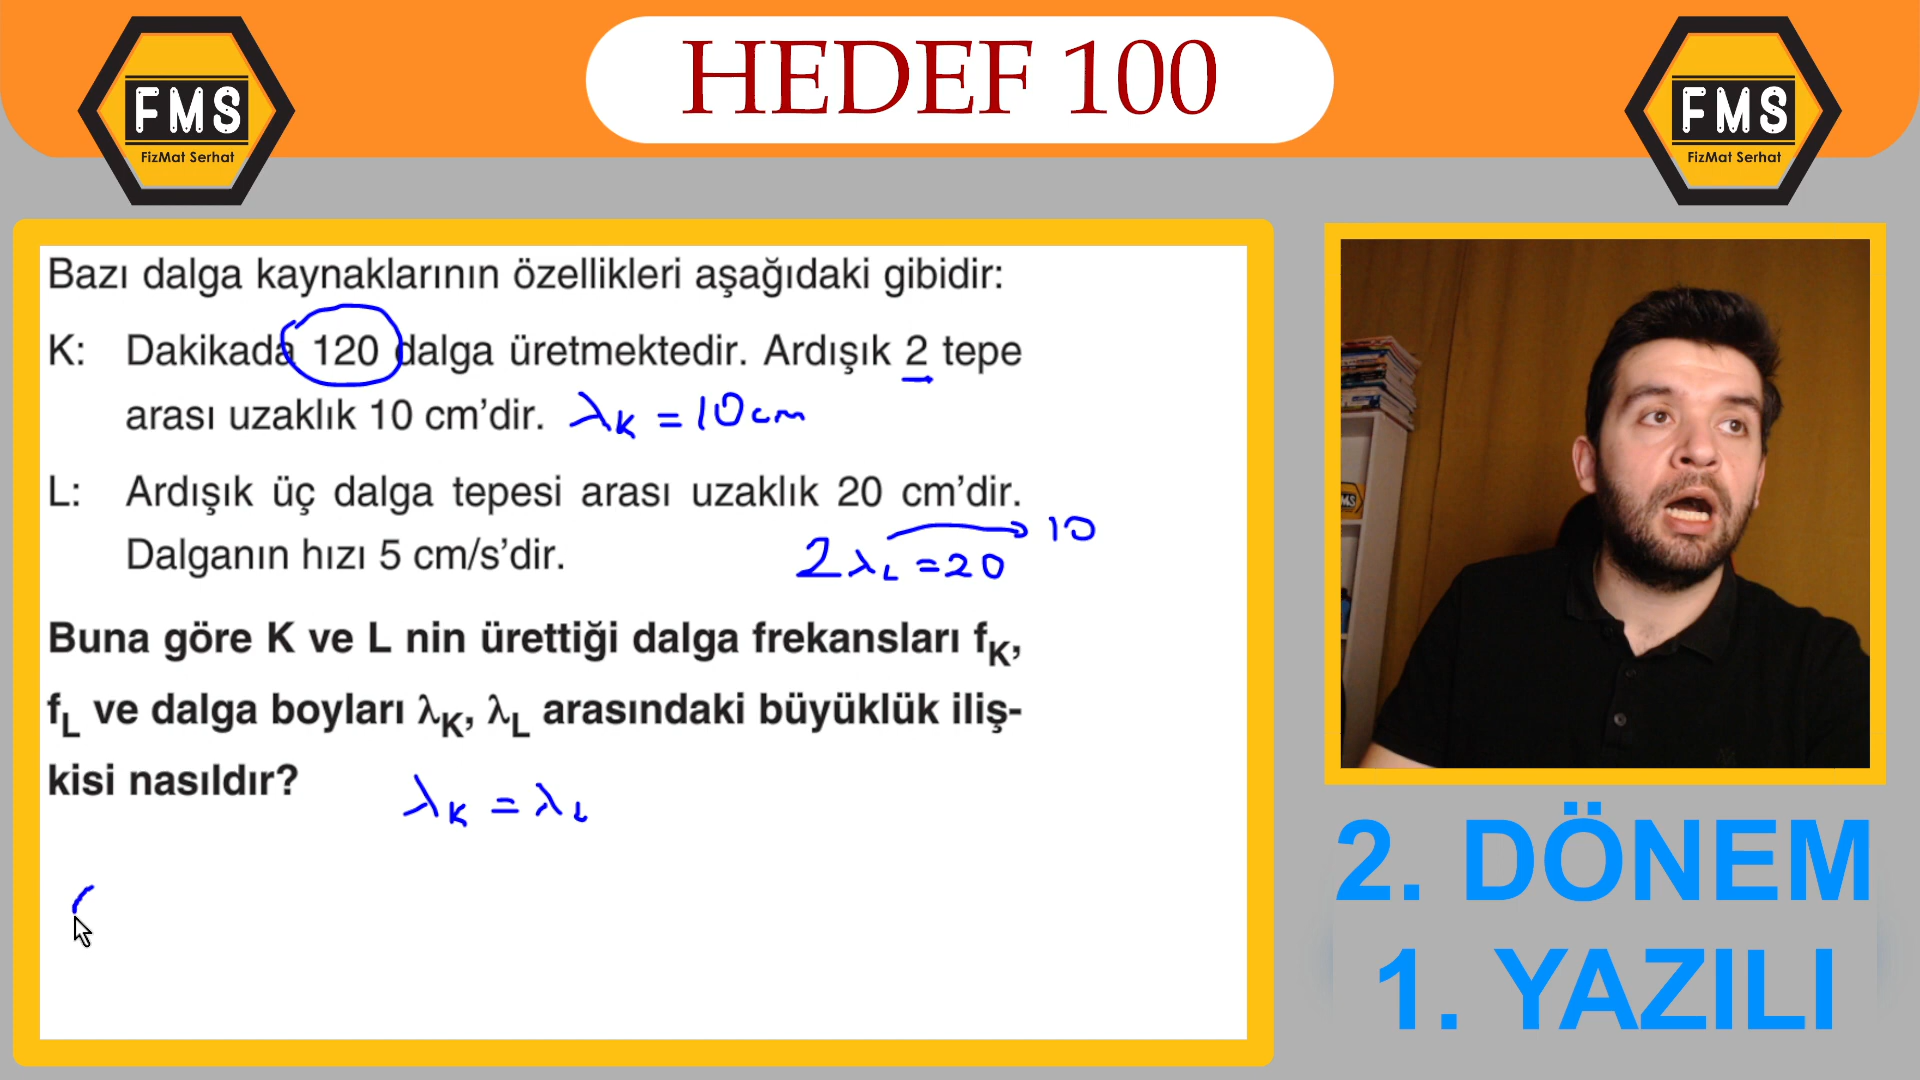 HEDEF 100
FMS
FizMat Serhat
FMS
FizMat Serhat
Bazı dalga kaynaklarının özellikleri aşağıdaki gibidir:
K: Dakikada 120 dalga üretmektedir. Ardışık 2 tepe
arası uzaklık 10 cm'dir. λK = 10cm
L: Ardışık üç dalga tepesi arası uzaklık 20 cm'dir.
Dalganın hızı 5 cm/s'dir. 2λL = 20 10
Buna göre K ve L nin ürettiği dalga frekansları fK,
fL ve dalga boyları λK, λL arasındaki büyüklük iliş-
kisi nasıldır?
λK = λL
MS
2. DÖNEM
1. YAZILI